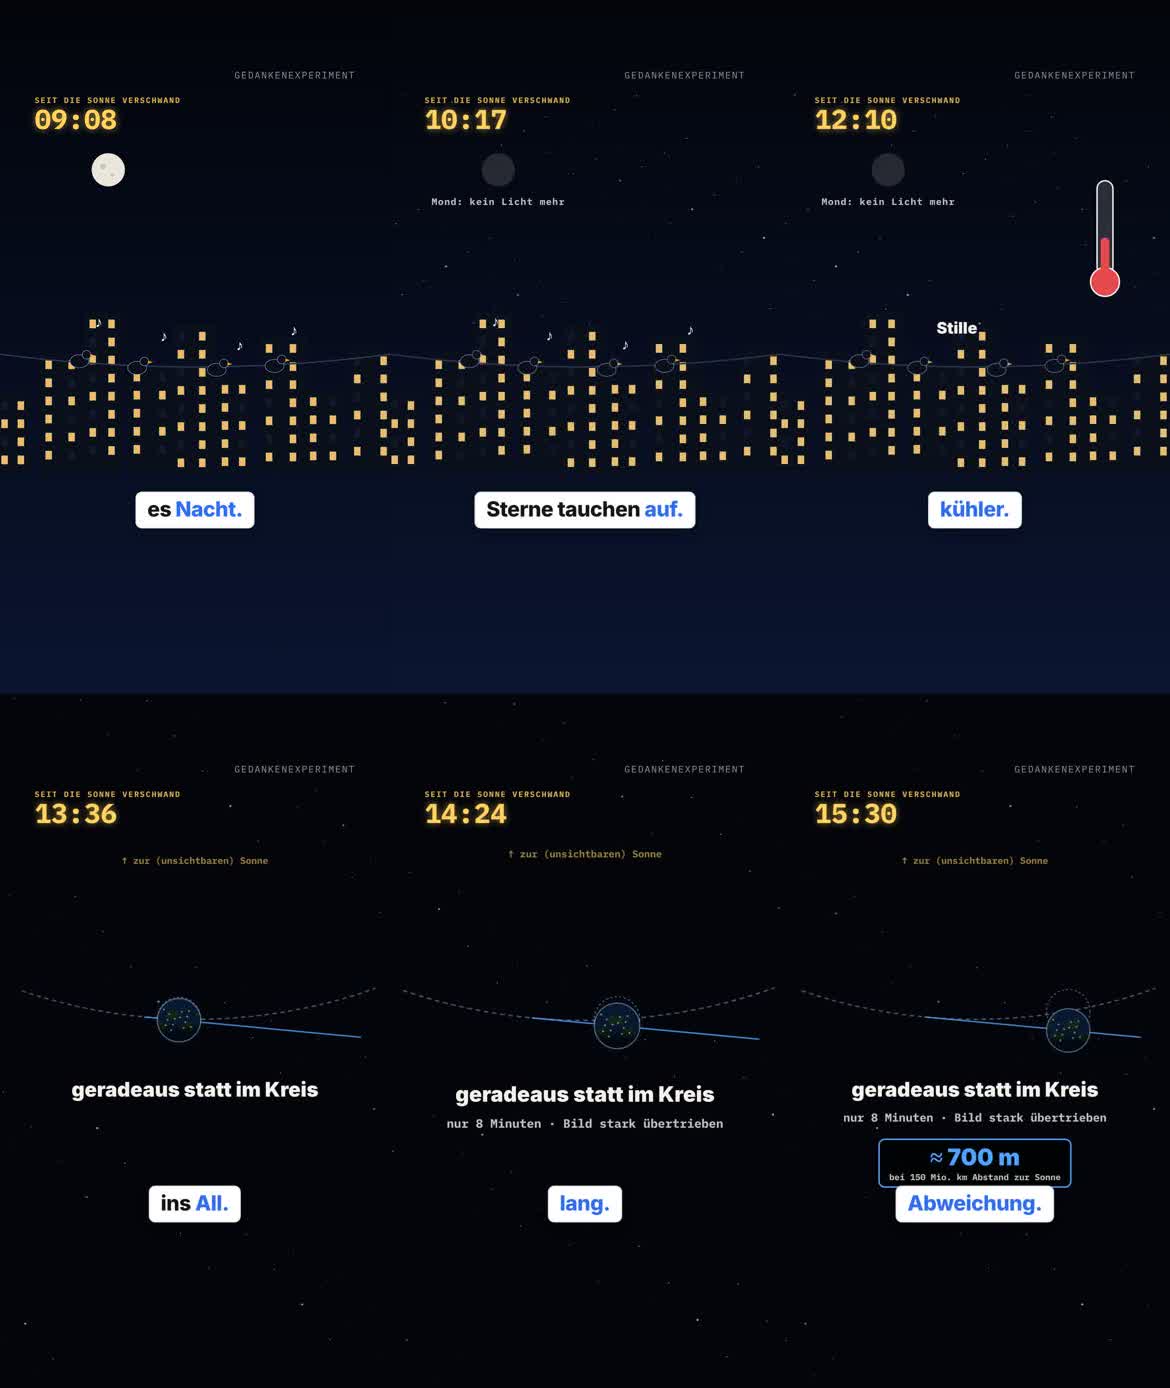 GEDANKENEXPERIMENT
SEIT DIE SONNE VERSCHWAND
09:08
es Nacht.
GEDANKENEXPERIMENT
SEIT DIE SONNE VERSCHWAND
10:17
Mond: kein Licht mehr
Sterne tauchen auf.
GEDANKENEXPERIMENT
SEIT DIE SONNE VERSCHWAND
12:10
Mond: kein Licht mehr
Stille
kühler.
GEDANKENEXPERIMENT
SEIT DIE SONNE VERSCHWAND
13:36
↑ zur (unsichtbaren) Sonne
geradeaus statt im Kreis
ins All.
GEDANKENEXPERIMENT
SEIT DIE SONNE VERSCHWAND
14:24
↑ zur (unsichtbaren) Sonne
geradeaus statt im Kreis
nur 8 Minuten · Bild stark übertrieben
lang.
GEDANKENEXPERIMENT
SEIT DIE SONNE VERSCHWAND
15:30
↑ zur (unsichtbaren) Sonne
geradeaus statt im Kreis
nur 8 Minuten · Bild stark übertrieben
≈ 700 m
bei 150 Mio. km Abstand zur Sonne
Abweichung.